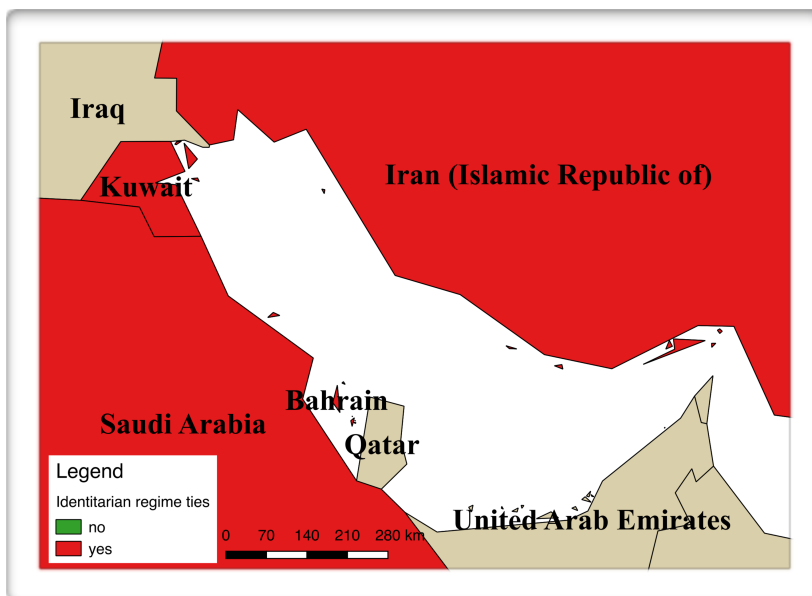 Iraq
Iran (Islamic Republic of)
Kuwait
Bahrain
Saudi Arabia
Qatar
United Arab Emirates
Legend
Identitarian regime ties
no
yes
0 70 140 210 280 km